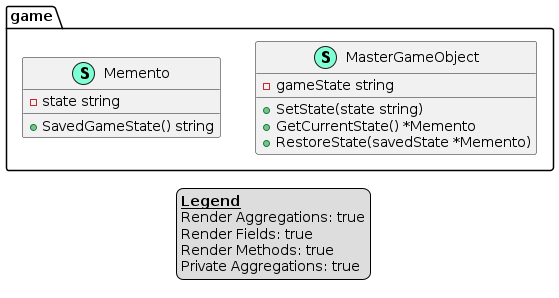 game
S Memento
state string
SavedGameState() string
S MasterGameObject
gameState string
SetState(state string)
GetCurrentState() *Memento
RestoreState(savedState *Memento)
Legend
Render Aggregations: true
Render Fields: true
Render Methods: true
Private Aggregations: true